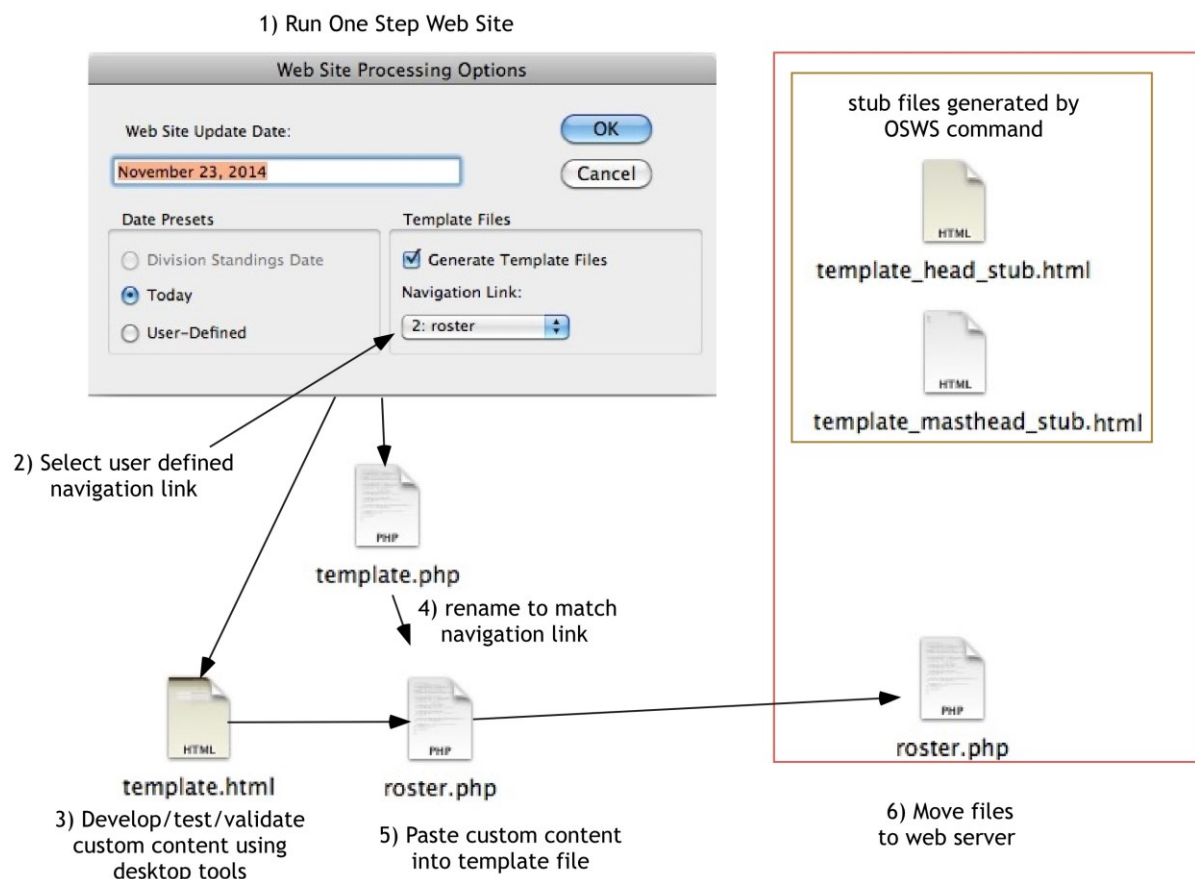 1) Run One Step Web Site
Web Site Processing Options
Web Site Update Date:
OK
November 23, 2014
Cancel
Date Presets
Template Files
Division Standings Date
Generate Template Files
Today
Navigation Link:
User-Defined
2: roster
stub files generated by
OSWS command
HTML
template_head_stub.html
HTML
template_masthead_stub.html
2) Select user defined
navigation link
PHP
template.php
4) rename to match
navigation link
HTML
template.html
PHP
roster.php
PHP
roster.php
3) Develop/test/validate
custom content using
desktop tools
5) Paste custom content
into template file
6) Move files
to web server